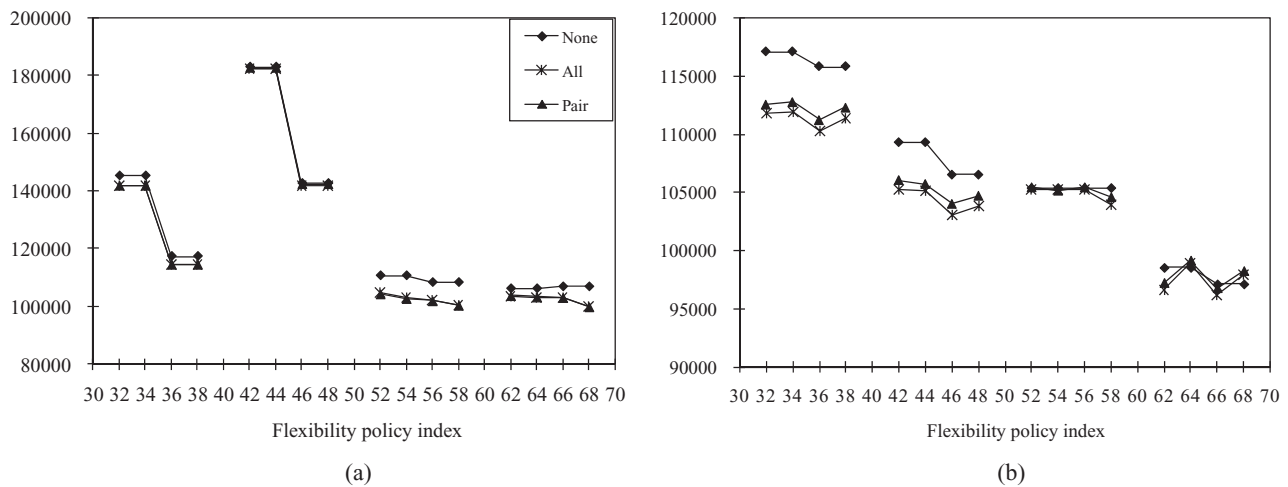 200000
180000
160000
140000
120000
100000
80000
30 32 34 36 38 40 42 44 46 48 50 52 54 56 58 60 62 64 66 68 70
Flexibility policy index
(a)
None
All
Pair
120000
115000
110000
105000
100000
95000
90000
30 32 34 36 38 40 42 44 46 48 50 52 54 56 58 60 62 64 66 68 70
Flexibility policy index
(b)